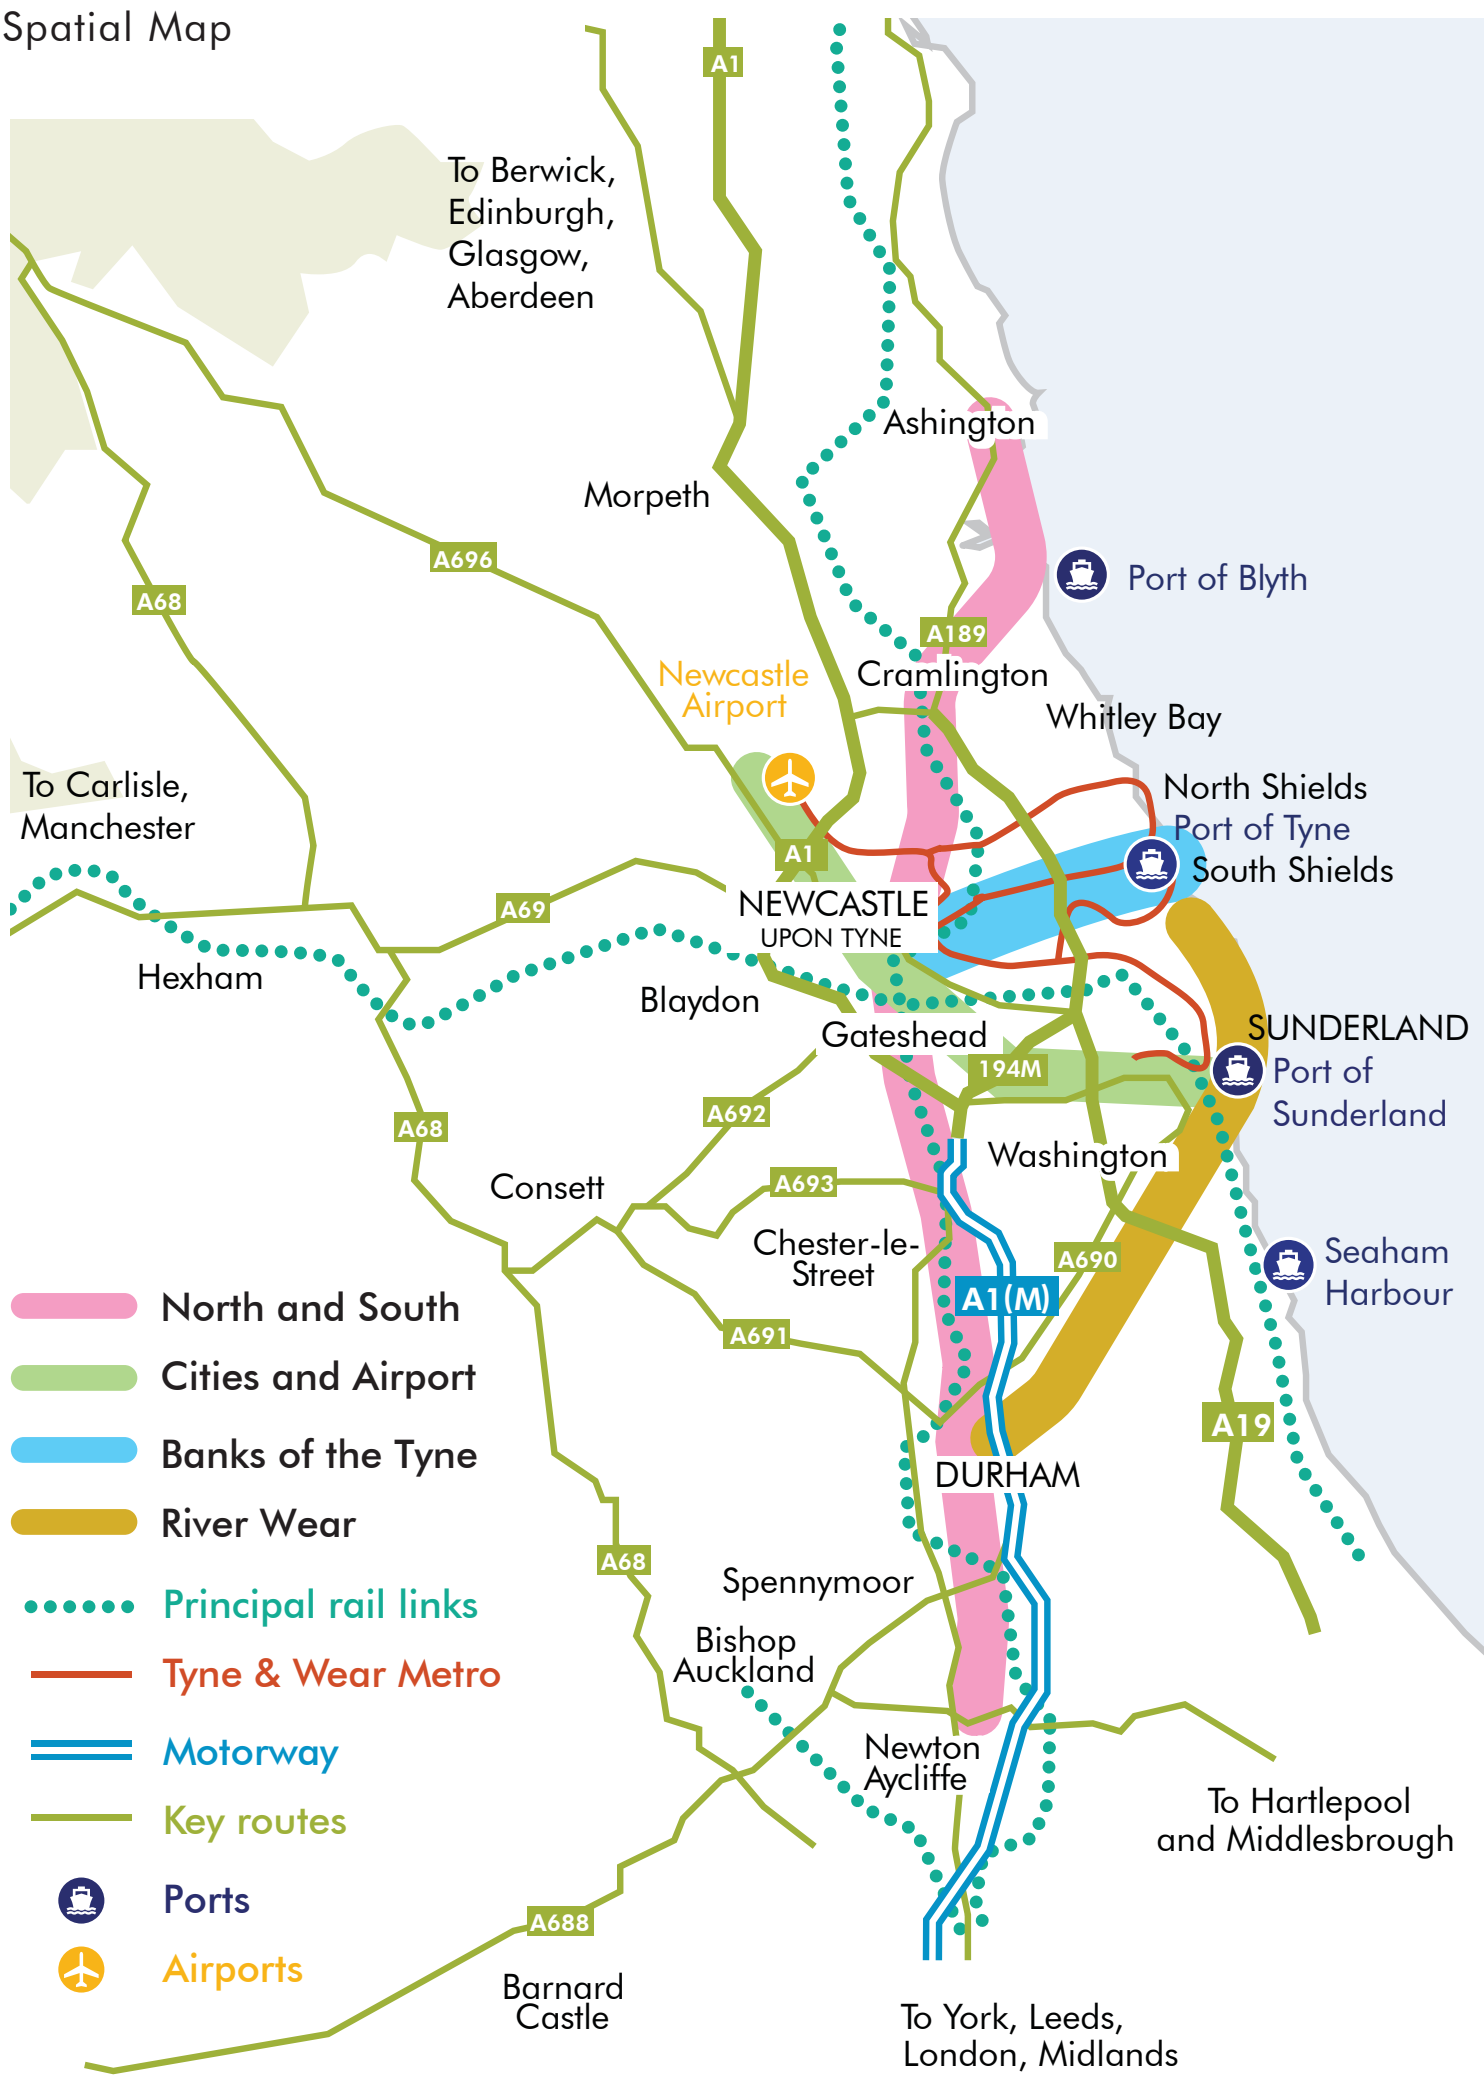 Spatial Map
A1
To Berwick,
Edinburgh,
Glasgow,
Aberdeen
Ashington
Morpeth
A696
A68
Port of Blyth
A189
Newcastle
Airport
Cramlington
Whitley Bay
To Carlisle,
Manchester
North Shields
Port of Tyne
South Shields
A1
A69
NEWCASTLE
UPON TYNE
Hexham
Blaydon
Gateshead
SUNDERLAND
194M
Port of
Sunderland
A68
A692
Washington
Consett
A693
Chester-le-
Street
A690
Seaham
Harbour
A1(M)
A691
North and South
Cities and Airport
Banks of the Tyne
River Wear
Principal rail links
Tyne & Wear Metro
Motorway
Key routes
Ports
Airports
A19
DURHAM
A68
Spennymoor
Bishop
Auckland
Newton
Aycliffe
To Hartlepool
and Middlesbrough
A688
Barnard
Castle
To York, Leeds,
London, Midlands